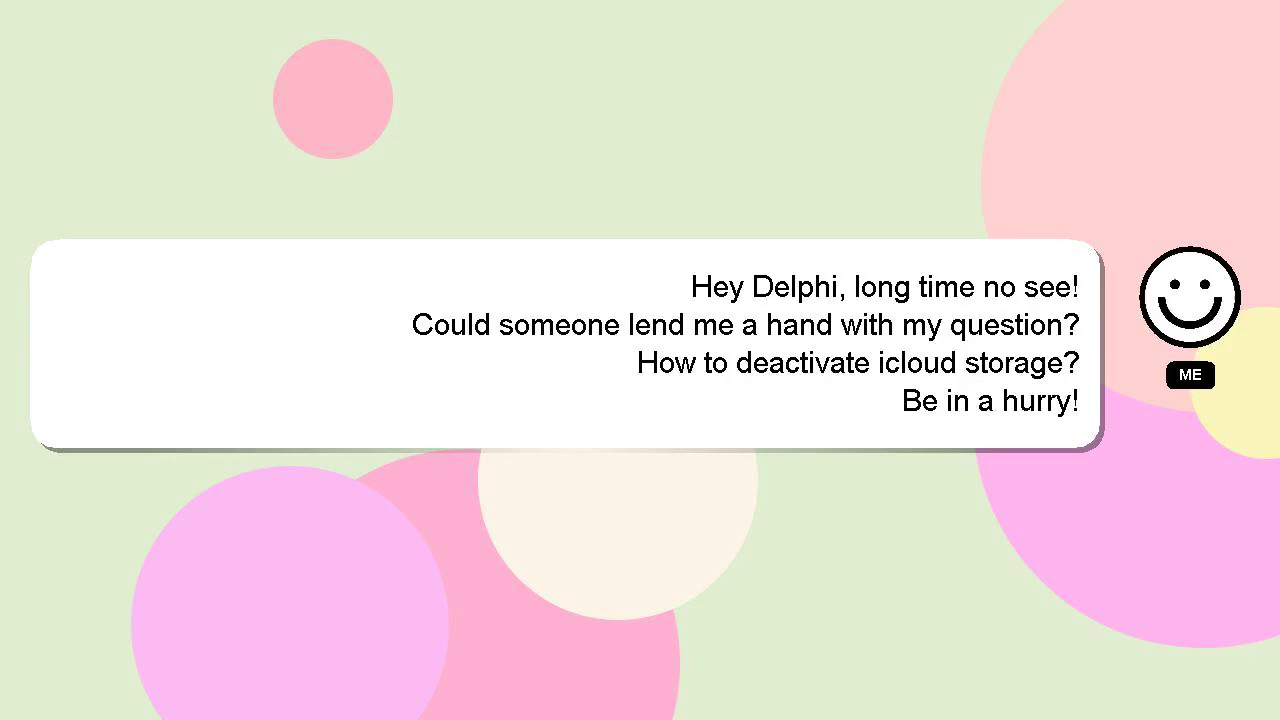 Hey Delphi, long time no see!
Could someone lend me a hand with my question?
How to deactivate icloud storage?
Be in a hurry!
ME